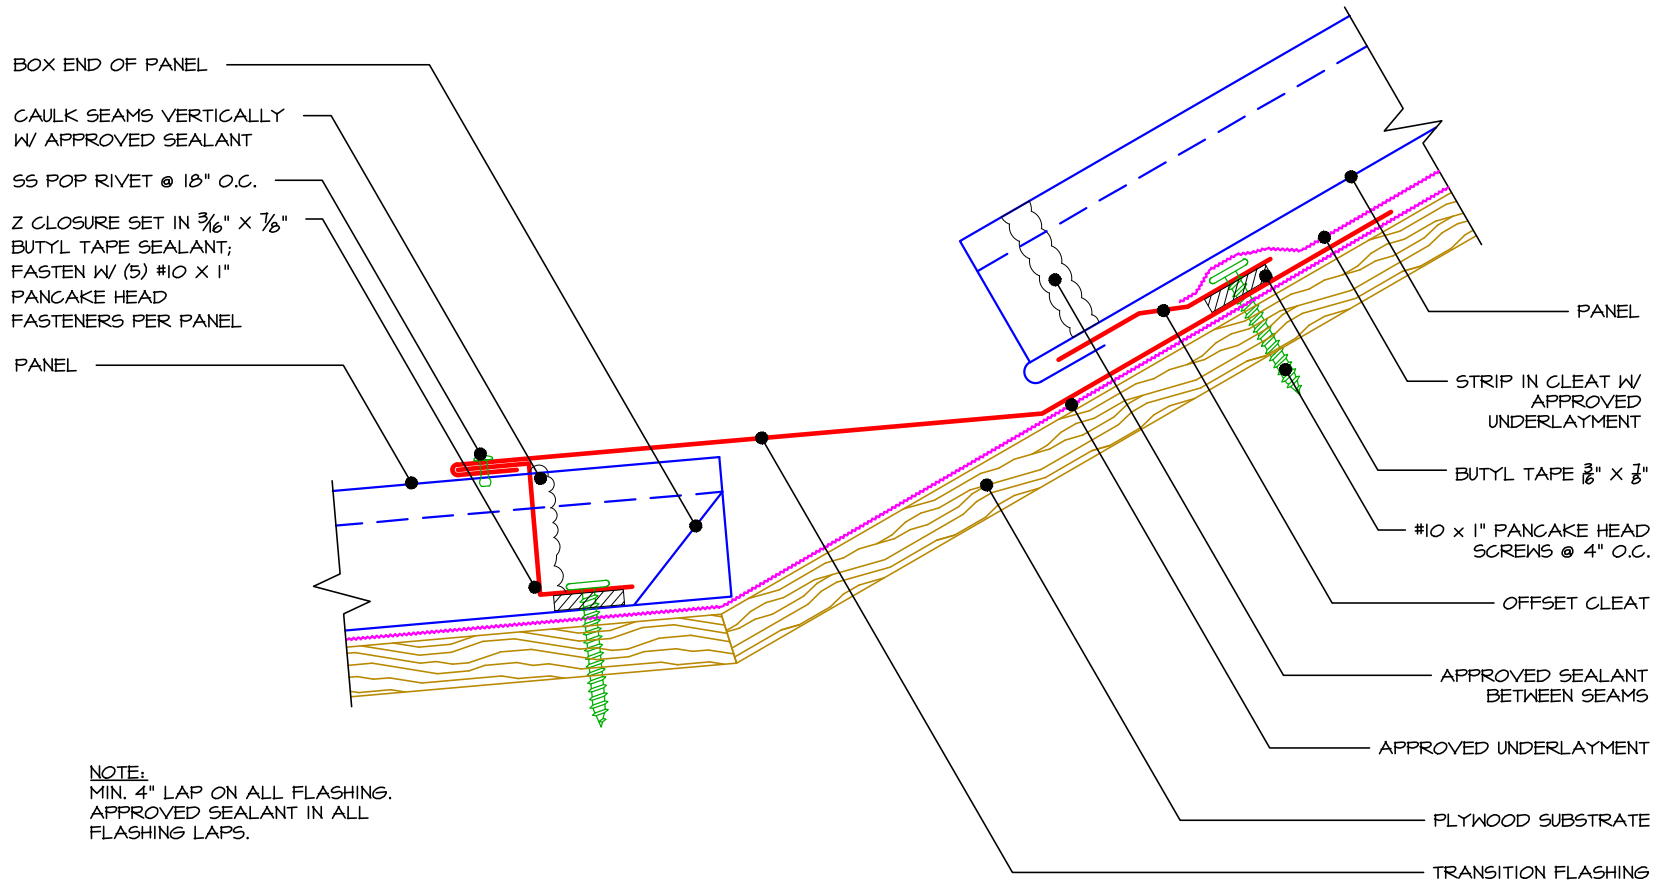 BOX END OF PANEL
CAULK SEAMS VERTICALLY
W/ APPROVED SEALANT
SS POP RIVET @ 18" O.C.
Z CLOSURE SET IN 3/16" X 7/8"
BUTYL TAPE SEALANT;
FASTEN W/ (5) #10 X 1"
PANCAKE HEAD
FASTENERS PER PANEL
PANEL
NOTE:
MIN. 4" LAP ON ALL FLASHING.
APPROVED SEALANT IN ALL
FLASHING LAPS.
PANEL
STRIP IN CLEAT W/
APPROVED
UNDERLAYMENT
BUTYL TAPE 3/16" X 7/8"
#10 X 1" PANCAKE HEAD
SCREWS @ 4" O.C.
OFFSET CLEAT
APPROVED SEALANT
BETWEEN SEAMS
APPROVED UNDERLAYMENT
PLYWOOD SUBSTRATE
TRANSITION FLASHING